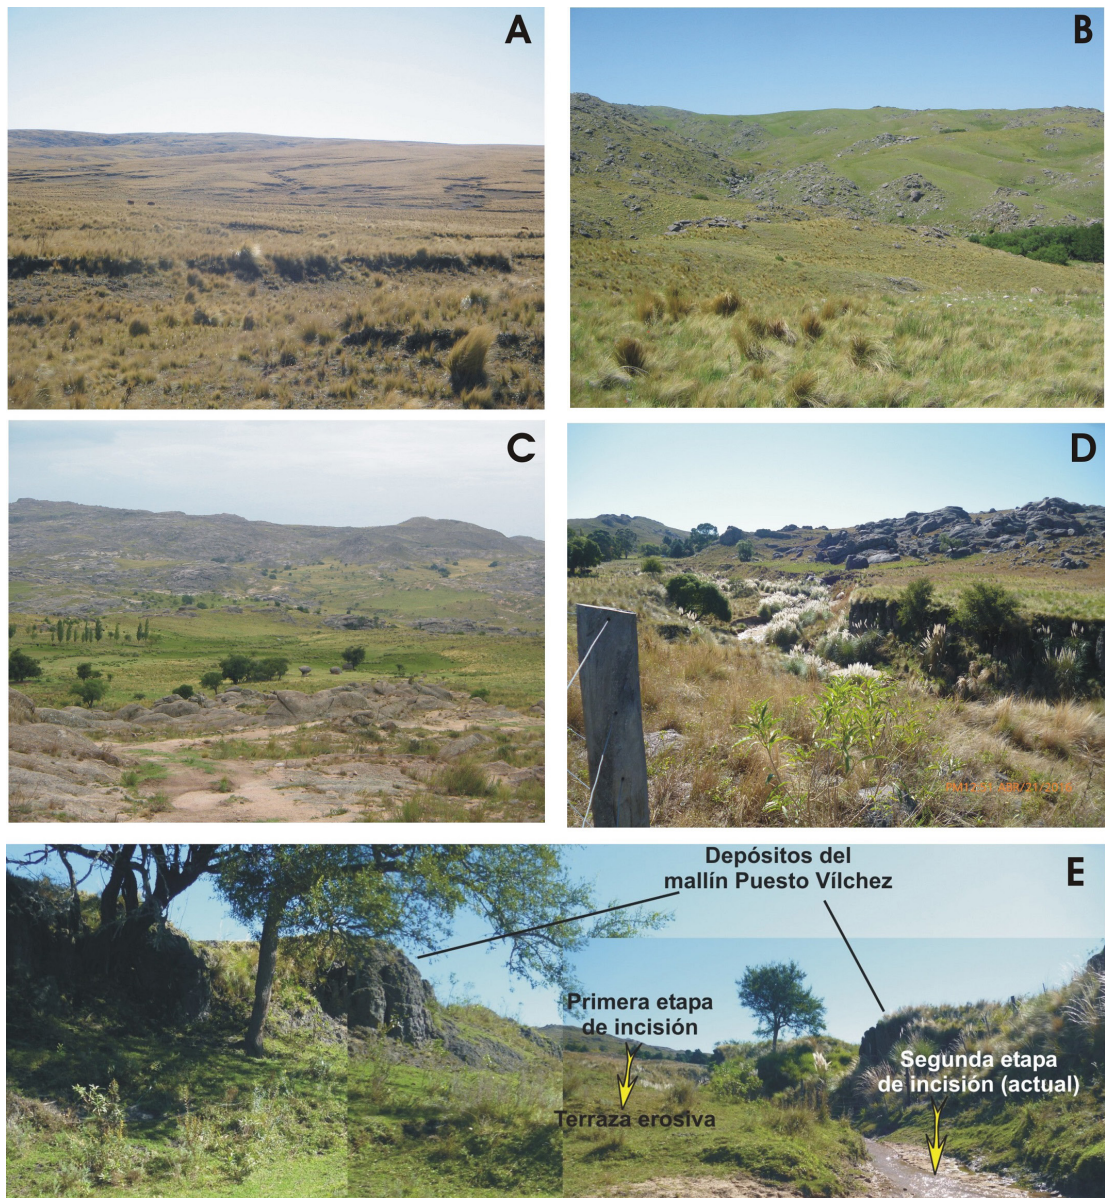 A
B
C
D
Depósitos del
mallín Puesto Vílchez
E
Primera etapa
de incisión
Segunda etapa
de incisión (actual)
Terraza erosiva